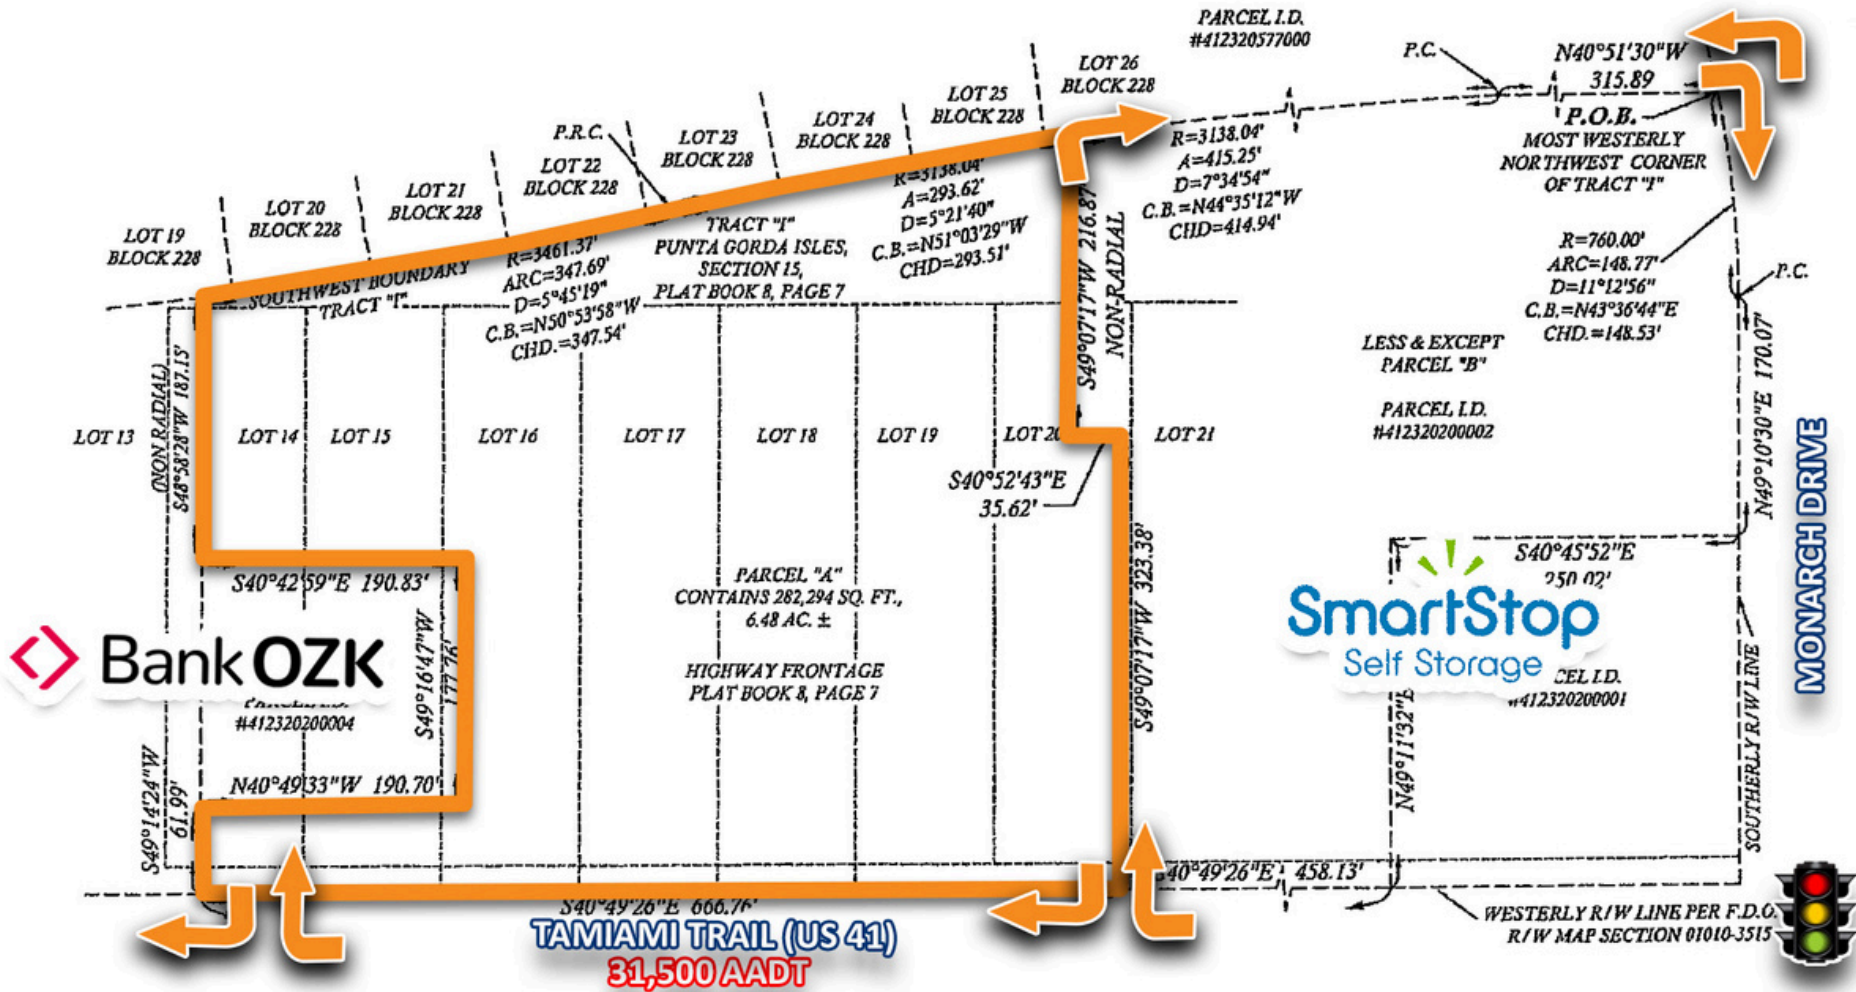 PARCEL I.D.
#412320577000
P.C.
N40°51'30"W
315.89
P.O.B.
MOST WESTERLY
NORTHWEST CORNER
OF TRACT "I"
LOT 26
BLOCK 228
LOT 25
BLOCK 228
LOT 24
BLOCK 228
P.R.C.
LOT 23
BLOCK 228
LOT 22
BLOCK 228
LOT 21
BLOCK 228
LOT 20
BLOCK 228
LOT 19
BLOCK 228
R=3138.04'
A=415.25'
D=7°34'54"
C.B.=N44°35'12"W
CHD=414.94'
R=3138.04'
A=293.62'
D=5°21'40"
C.B.=N51°03'29"W
CHD=293.51'
TRACT "I"
PUNTA GORDA ISLES,
SECTION 15,
PLAT BOOK 8, PAGE 7
R=3461.37'
ARC=347.69'
D=5°45'19"
C.B.=N50°53'58"W
CHD.=347.54'
SOUTHWEST BOUNDARY
TRACT "I"
S49°07'17"W 216.87'
NON-RADIAL
R=760.00'
ARC=148.77'
D=11°12'56"
C.B.=N43°36'44"E
CHD.=148.53'
P.C.
LESS & EXCEPT
PARCEL "B"
PARCEL I.D.
#412320200002
N49°10'30"E 170.07'
MONARCH DRIVE
(NON RADIAL)
S48°58'28"W 187.15'
LOT 13
LOT 14
LOT 15
LOT 16
LOT 17
LOT 18
LOT 19
LOT 20
LOT 21
S40°52'43"E
35.62'
S40°42'59"E 190.83'
S49°16'47"W
177.76'
PARCEL "A"
CONTAINS 282,294 SQ. FT.,
6.48 AC. ±
HIGHWAY FRONTAGE
PLAT BOOK 8, PAGE 7
S49°07'17"W 323.38'
S40°45'52"E
250.02'
SmartStop
Self Storage
I.D.
#412320200001
N49°11'32"E
SOUTHERLY R/W LINE
Bank OZK
#412320200004
N40°49'33"W 190.70'
S49°14'24"W
61.99'
S40°49'26"E 666.76'
S40°49'26"E 458.13'
TAMIAMI TRAIL (US 41)
31,500 AADT
WESTERLY R/W LINE PER F.D.O.
R/W MAP SECTION 01010-3515